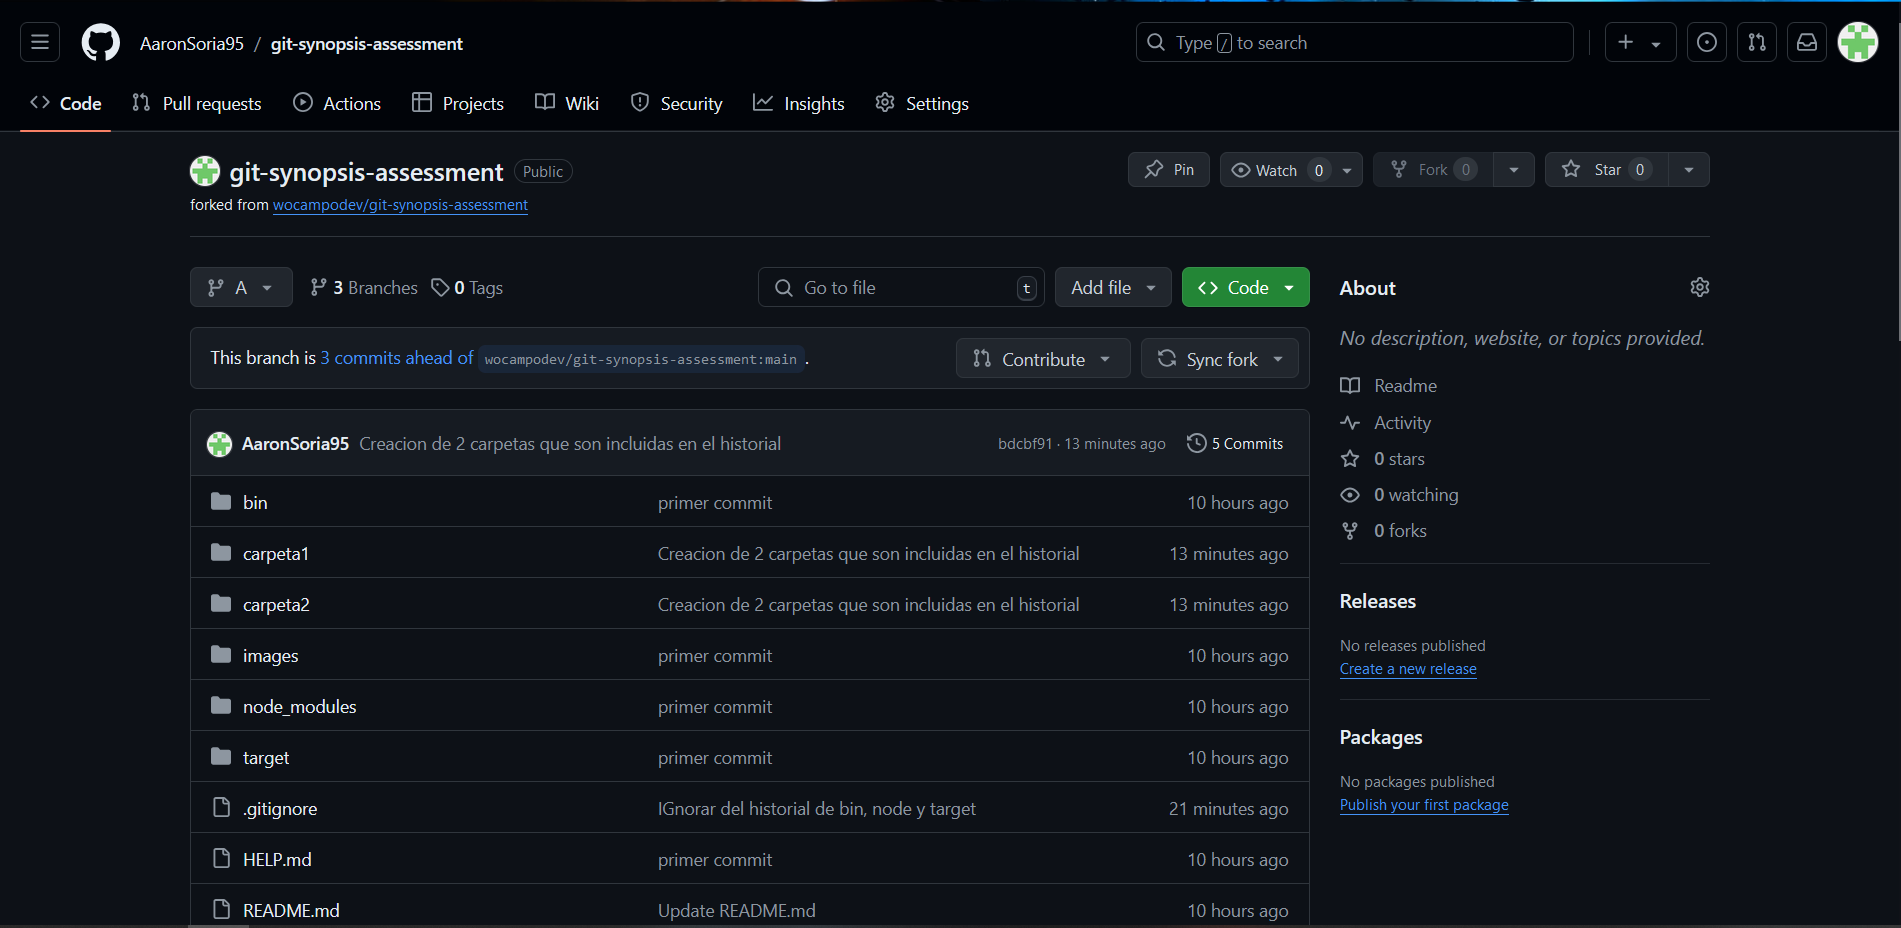 AaronSoria95 / git-synopsis-assessment
Type / to search
Code Pull requests Actions Projects Wiki Security Insights Settings
git-synopsis-assessment Public
Pin Watch 0 Fork 0 Star 0
forked from wocampodev/git-synopsis-assessment
A 3 Branches 0 Tags Go to file t Add file Code
This branch is 3 commits ahead of wocampodev/git-synopsis-assessment:main .
Contribute Sync fork
AaronSoria95 Creacion de 2 carpetas que son incluidas en el historial bdcbf91 · 13 minutes ago 5 Commits
bin primer commit 10 hours ago
carpeta1 Creacion de 2 carpetas que son incluidas en el historial 13 minutes ago
carpeta2 Creacion de 2 carpetas que son incluidas en el historial 13 minutes ago
images primer commit 10 hours ago
node_modules primer commit 10 hours ago
target primer commit 10 hours ago
.gitignore IGnorar del historial de bin, node y target 21 minutes ago
HELP.md primer commit 10 hours ago
README.md Update README.md 10 hours ago
About
No description, website, or topics provided.
Readme
Activity
0 stars
0 watching
0 forks
Releases
No releases published
Create a new release
Packages
No packages published
Publish your first package